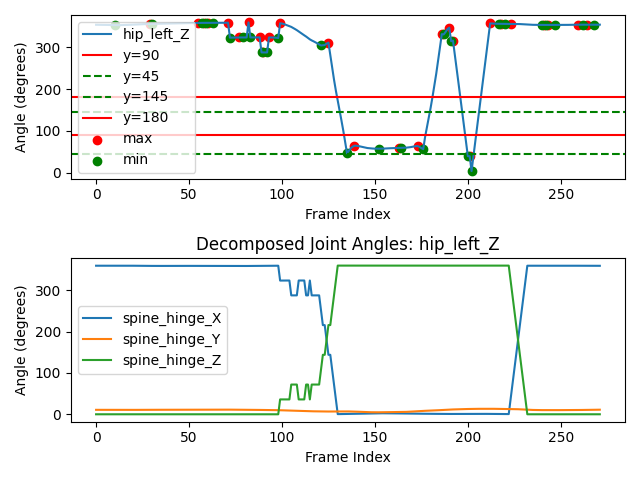 Angle (degrees)
300
200
100
0
hip_left_Z
y=90
y=45
y=145
y=180
max
min
0 50 100 150 200 250
Frame Index
Decomposed Joint Angles: hip_left_Z
Angle (degrees)
300
200
100
0
spine_hinge_X
spine_hinge_Y
spine_hinge_Z
0 50 100 150 200 250
Frame Index